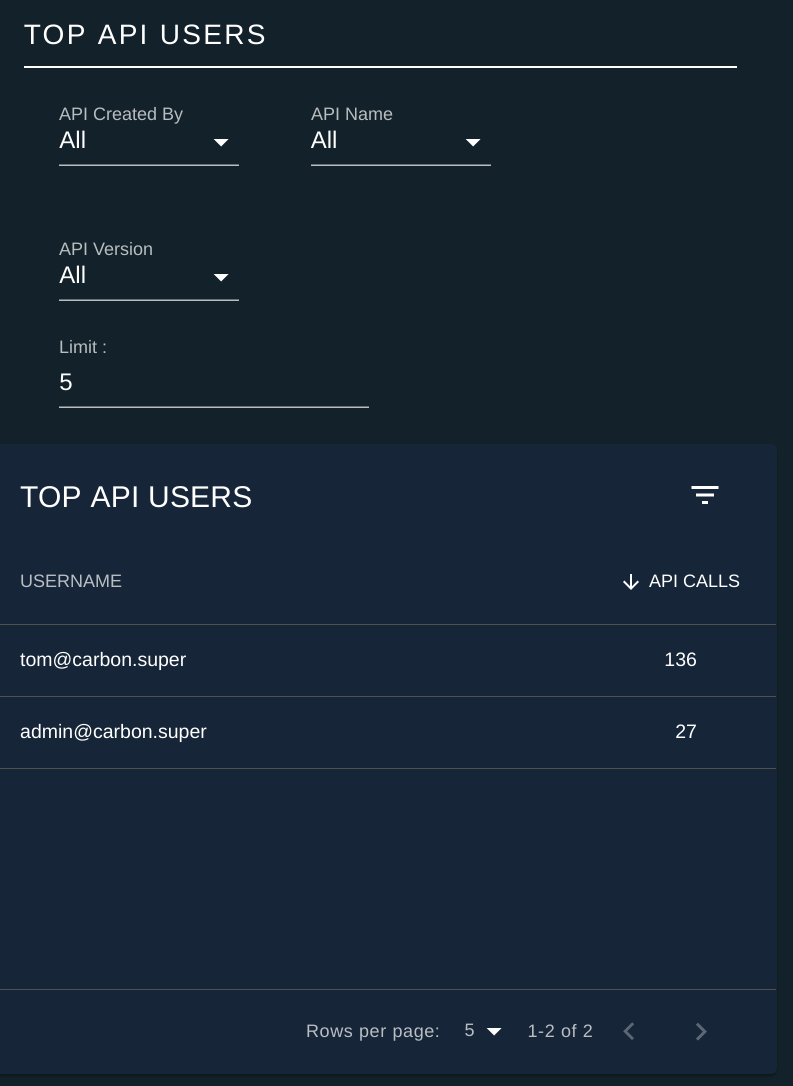 TOP API USERS
API Created By API Name
All All
API Version
All
Limit :
5
TOP API USERS
USERNAME API CALLS
tom@carbon.super 136
admin@carbon.super 27
Rows per page: 5 1-2 of 2